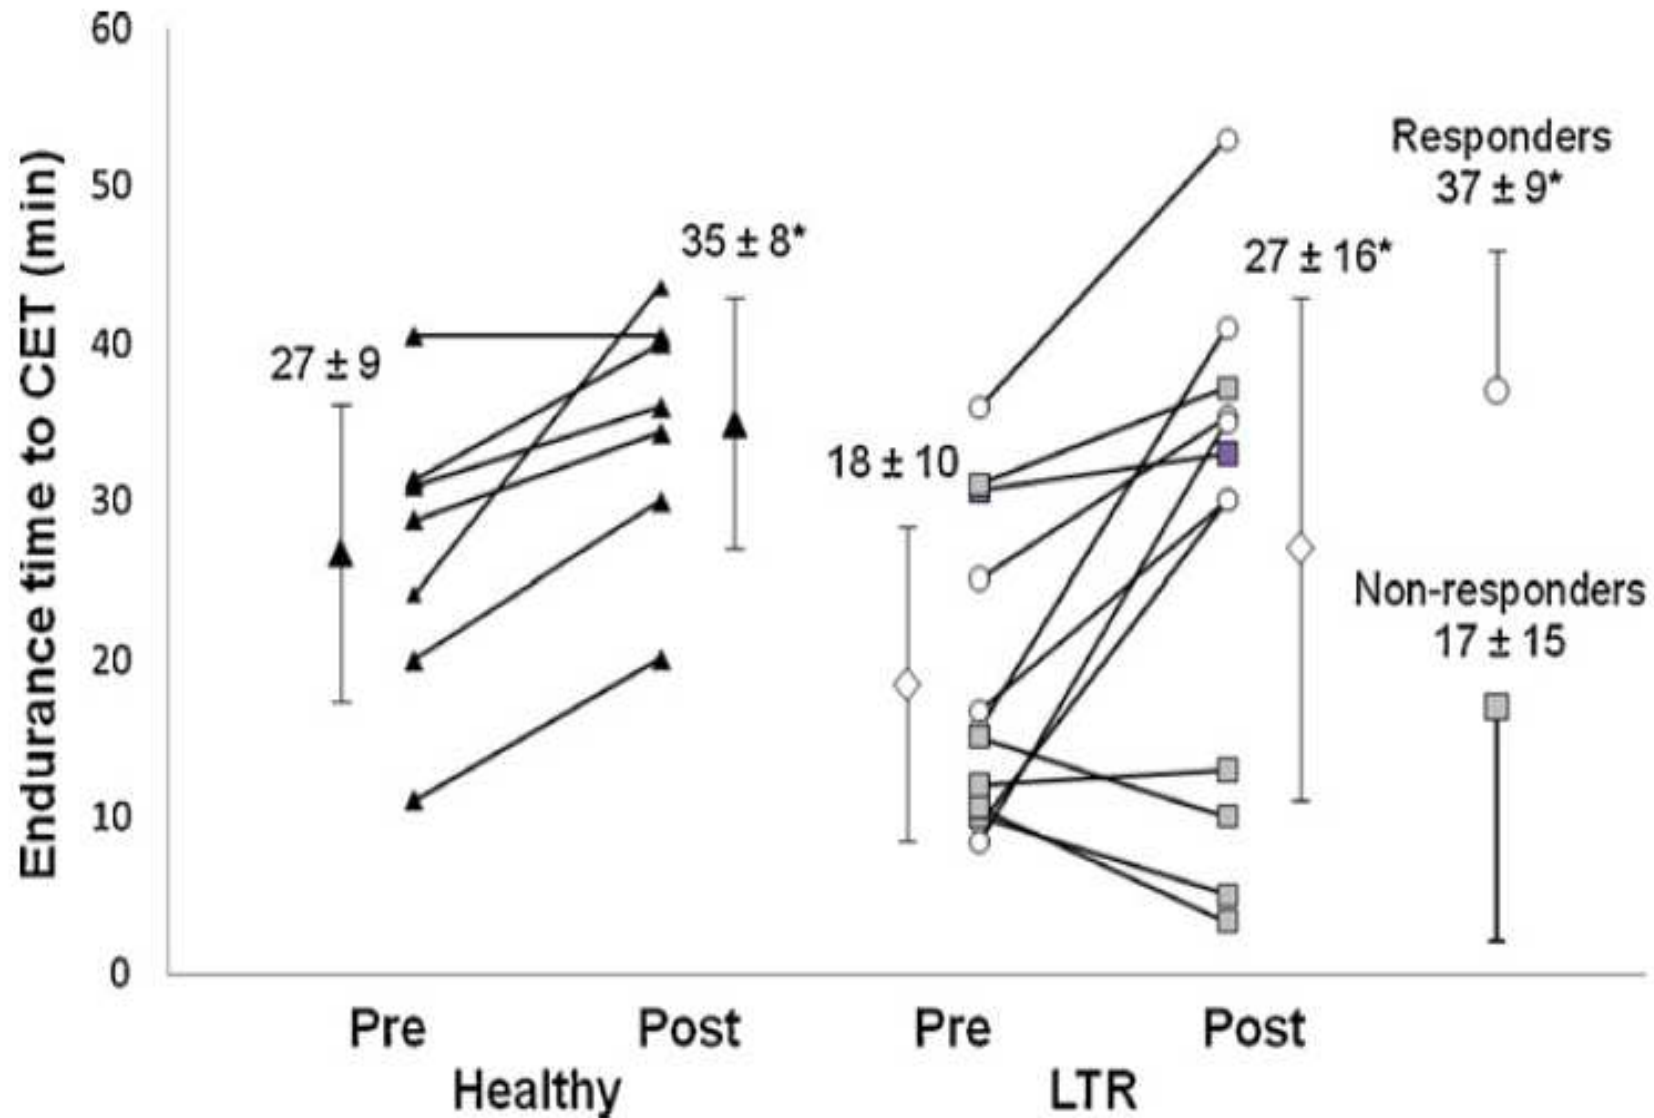 Endurance time to CET (min)
60
50
40
30
20
10
0
27 ± 9
35 ± 8*
18 ± 10
27 ± 16*
Responders
37 ± 9*
Non-responders
17 ± 15
Pre
Post
Pre
Post
Healthy
LTR